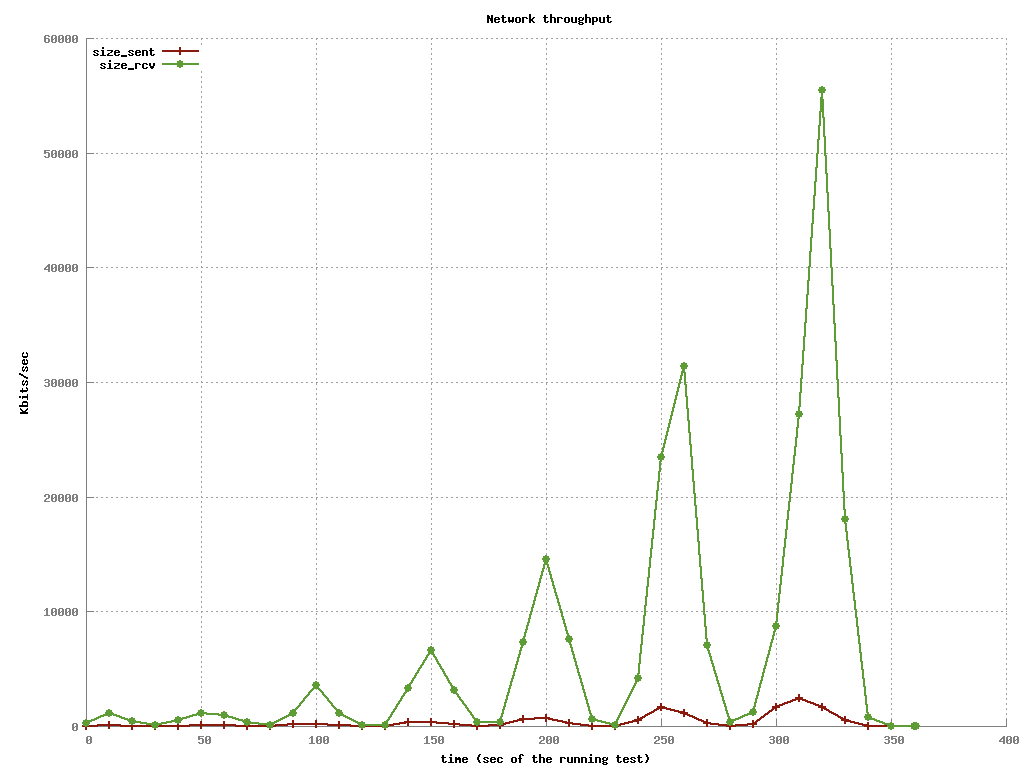 Network throughput
60000
size_sent
size_rcv
50000
40000
30000
20000
10000
0
Kbits/sec
0 50 100 150 200 250 300 350 400
time (sec of the running test)